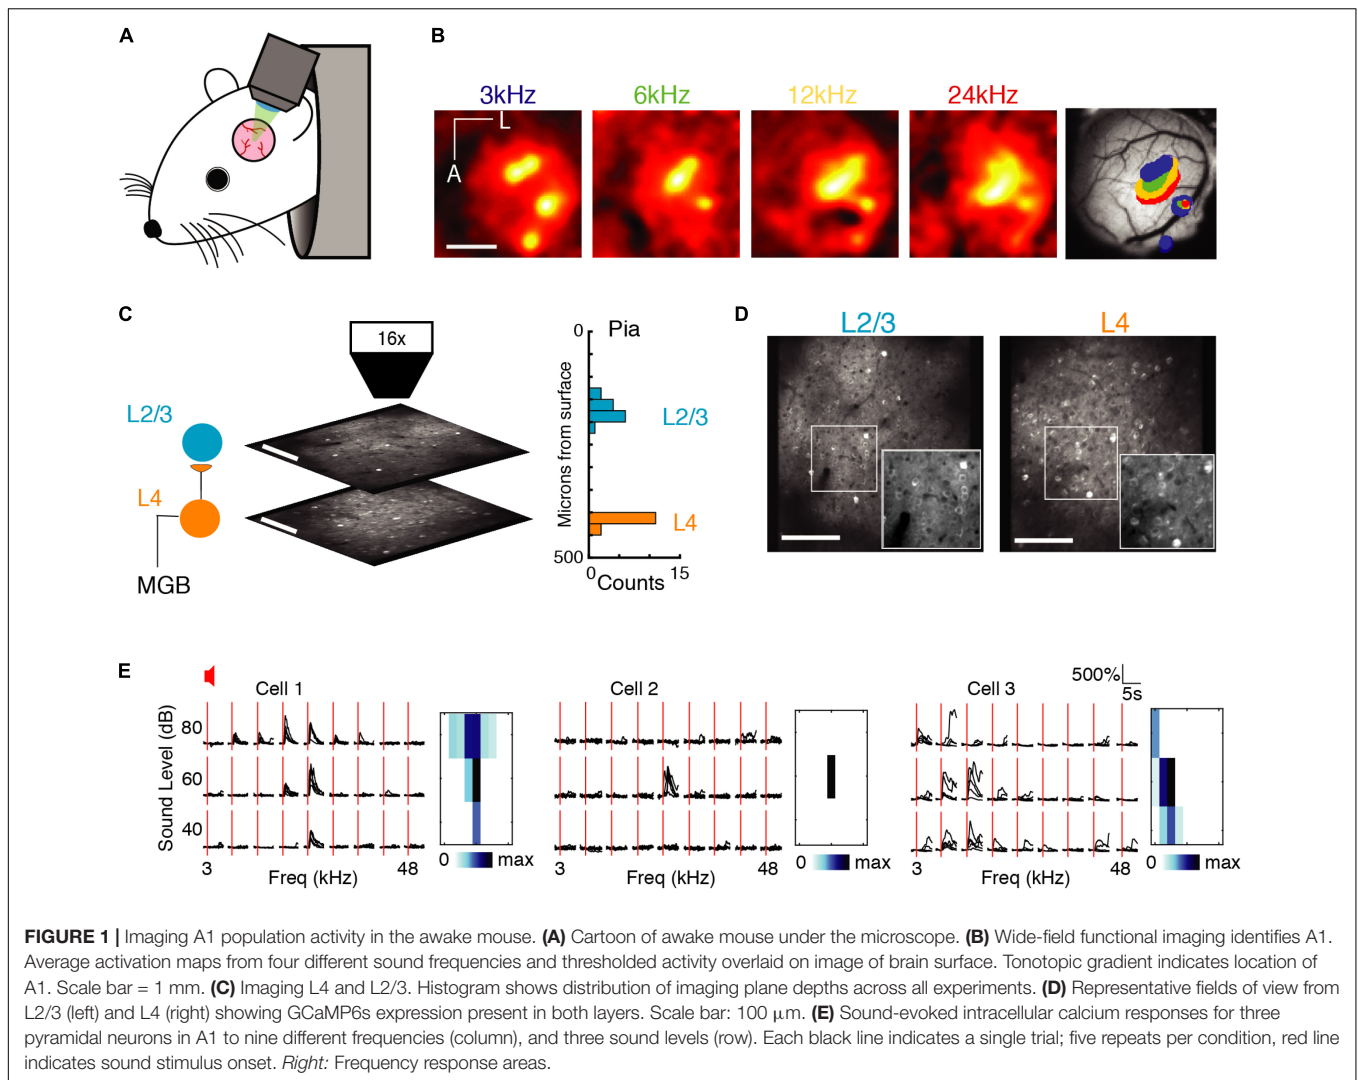 A
B
3kHz
6kHz
12kHz
24kHz
L
A
C
16x
L2/3
L4
MGB
0
Pia
Microns from surface
L2/3
L4
500
0
15
Counts
D
L2/3
L4
E
Cell 1
Cell 2
Cell 3
500%
5s
Sound Level (dB)
80
60
40
3
48
Freq (kHz)
0
max
3
48
Freq (kHz)
0
max
3
48
Freq (kHz)
0
max
FIGURE 1 | Imaging A1 population activity in the awake mouse. (A) Cartoon of awake mouse under the microscope. (B) Wide-field functional imaging identifies A1.
Average activation maps from four different sound frequencies and thresholded activity overlaid on image of brain surface. Tonotopic gradient indicates location of
A1. Scale bar = 1 mm. (C) Imaging L4 and L2/3. Histogram shows distribution of imaging plane depths across all experiments. (D) Representative fields of view from
L2/3 (left) and L4 (right) showing GCaMP6s expression present in both layers. Scale bar: 100 μm. (E) Sound-evoked intracellular calcium responses for three
pyramidal neurons in A1 to nine different frequencies (column), and three sound levels (row). Each black line indicates a single trial; five repeats per condition, red line
indicates sound stimulus onset. Right: Frequency response areas.